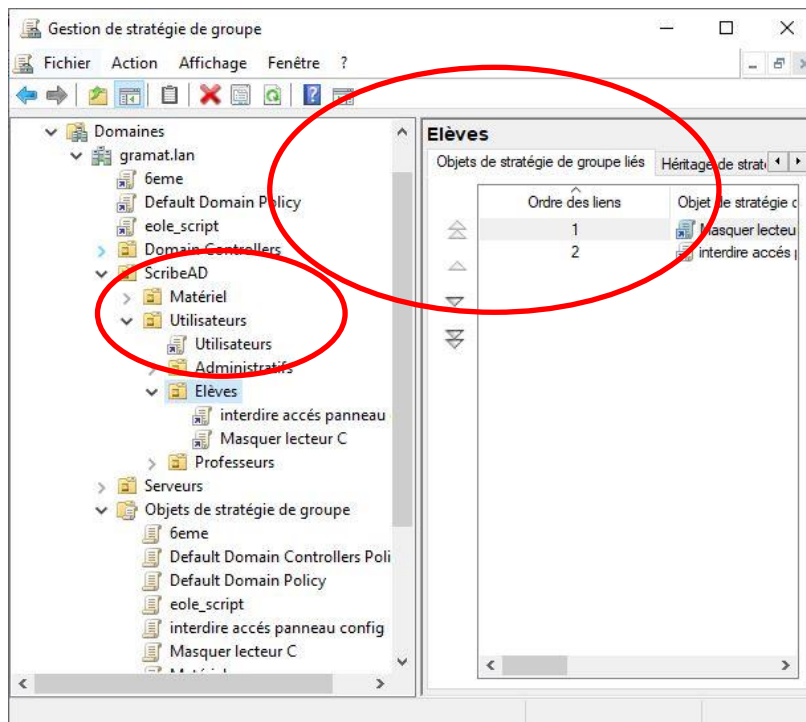 Gestion de stratégie de groupe
Fichier Action Affichage Fenêtre ?
Domaines
gramat.lan
6eme
Default Domain Policy
eole_script
Domain Controllers
ScribeAD
Matériel
Utilisateurs
Utilisateurs
Administratifs
Elèves
interdire accés panneau
Masquer lecteur C
Professeurs
Serveurs
Objets de stratégie de groupe
6eme
Default Domain Controllers Poli
Default Domain Policy
eole_script
interdire accés panneau config
Masquer lecteur C
Elèves
Objets de stratégie de groupe liés Héritage de strat
Ordre des liens Objet de stratégie
1 Masquer lecteu
2 interdire accés